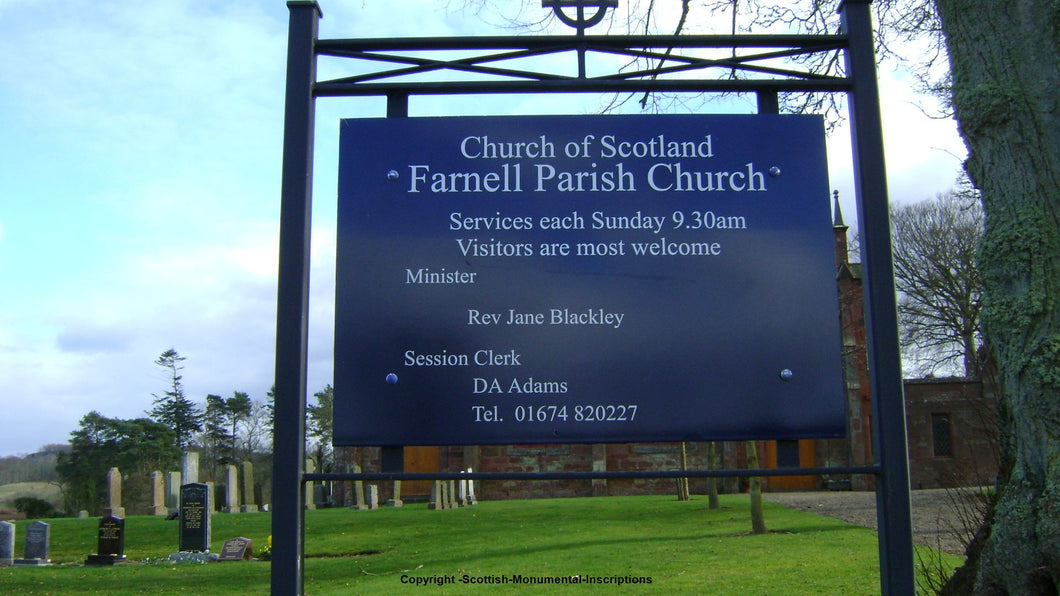 Church of Scotland
Farnell Parish Church
Services each Sunday 9.30am
Visitors are most welcome
Minister
Rev Jane Blackley
Session Clerk
DA Adams
Tel. 01674 820227
Copyright -Scottish-Monumental-Inscriptions